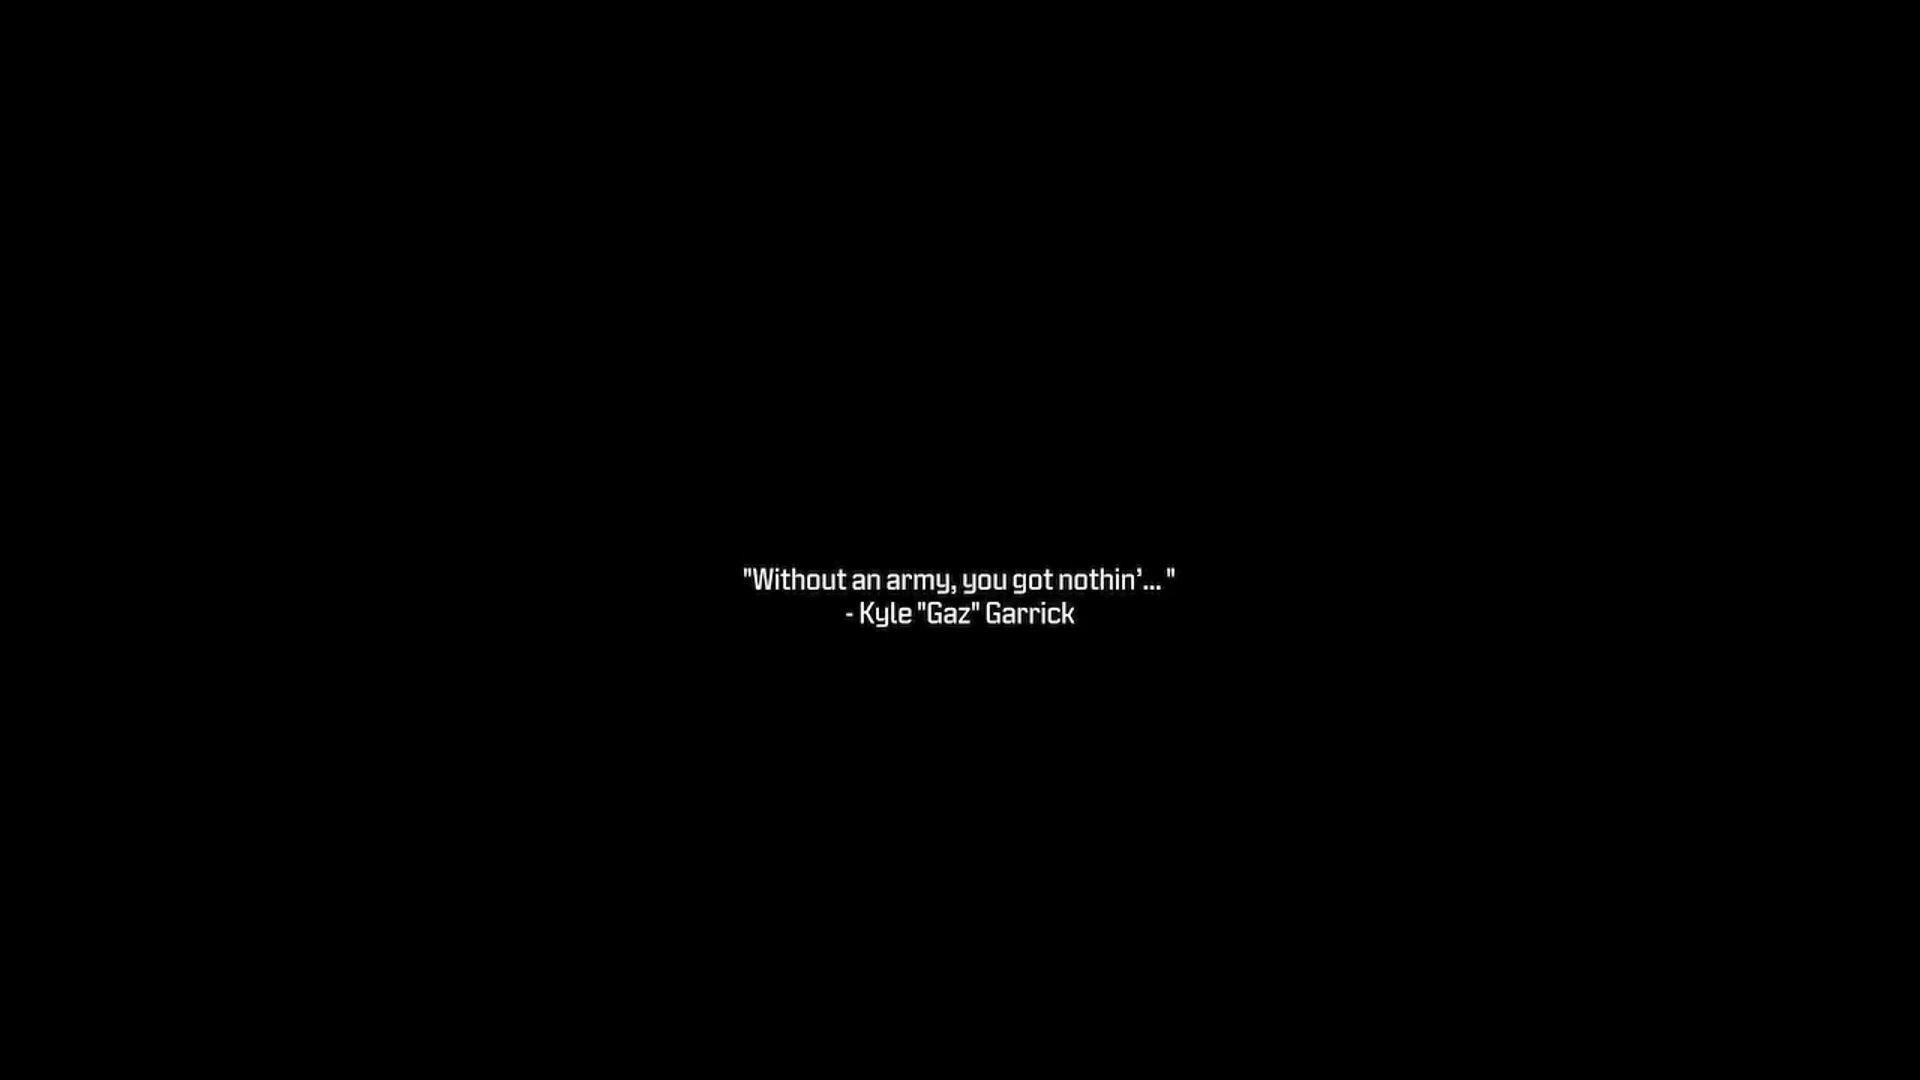 "Without an army, you got nothin’... "
- Kyle "Gaz" Garrick